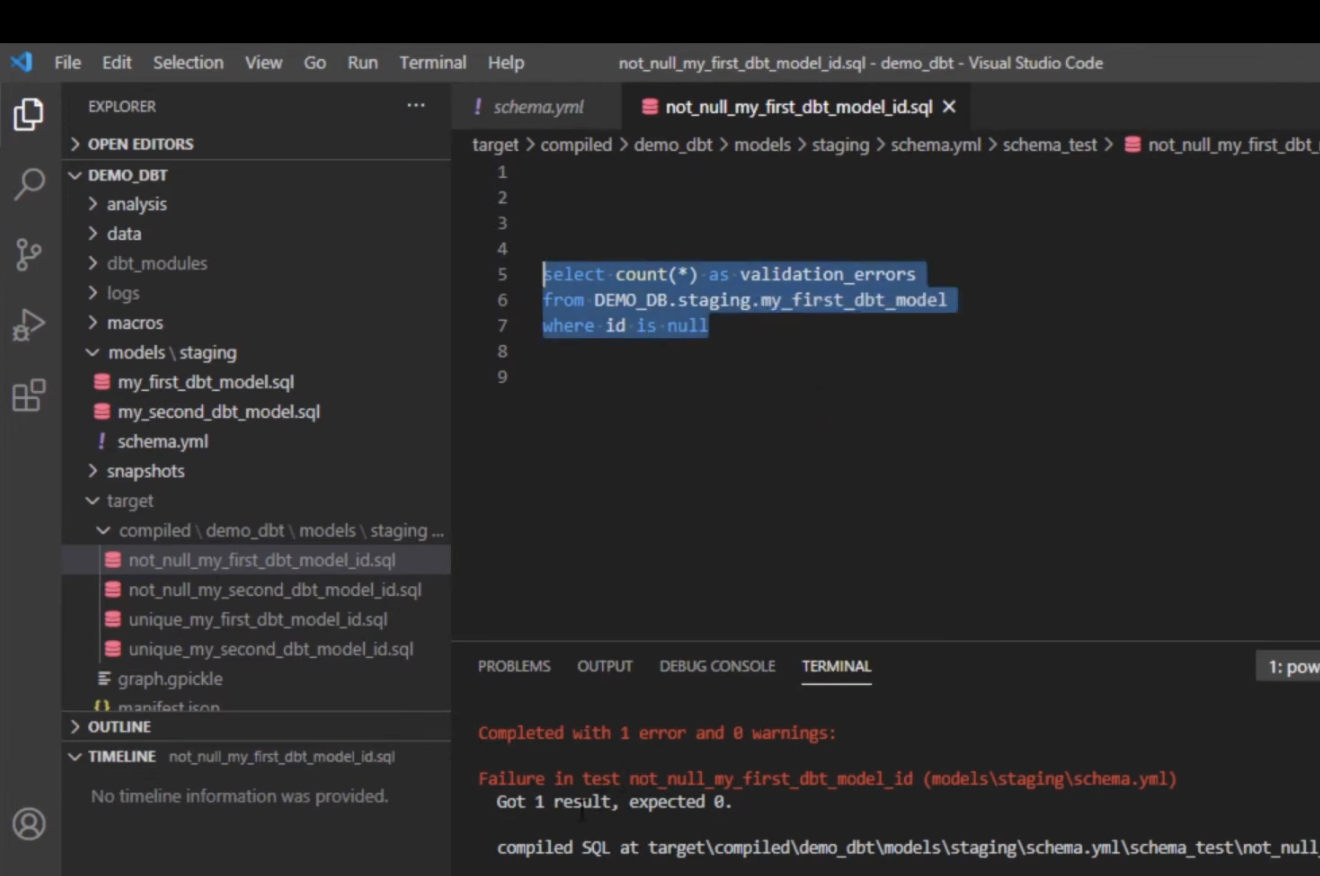 File Edit Selection View Go Run Terminal Help not_null_my_first_dbt_model_id.sql - demo_dbt - Visual Studio Code
EXPLORER ...
OPEN EDITORS
DEMO_DBT
analysis
data
dbt_modules
logs
macros
models \ staging
my_first_dbt_model.sql
my_second_dbt_model.sql
! schema.yml
snapshots
target
compiled \ demo_dbt \ models \ staging ...
not_null_my_first_dbt_model_id.sql
not_null_my_second_dbt_model_id.sql
unique_my_first_dbt_model_id.sql
unique_my_second_dbt_model_id.sql
graph.gpickle
{} manifest.json
OUTLINE
TIMELINE not_null_my_first_dbt_model_id.sql
No timeline information was provided.
! schema.yml not_null_my_first_dbt_model_id.sql
target > compiled > demo_dbt > models > staging > schema.yml > schema_test > not_null_my_first_dbt_
1
2
3
4
5 select count(*) as validation_errors
6 from DEMO_DB.staging.my_first_dbt_model
7 where id is null
8
9
PROBLEMS OUTPUT DEBUG CONSOLE TERMINAL 1: pow
Completed with 1 error and 0 warnings:
Failure in test not_null_my_first_dbt_model_id (models\staging\schema.yml)
Got 1 result, expected 0.
compiled SQL at target\compiled\demo_dbt\models\staging\schema.yml\schema_test\not_null_